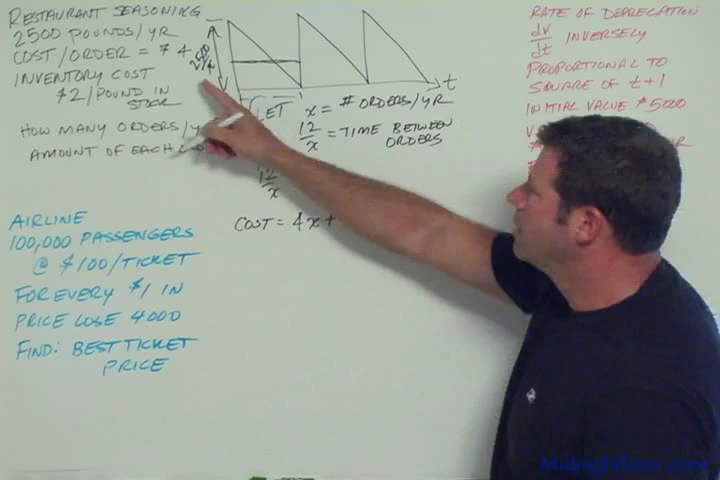 RESTAURANT SEASONING
2500 POUNDS/YR
COST/ORDER = $4
INVENTORY COST
$2/POUND IN
STOCK
HOW MANY ORDERS/Y
AMOUNT OF EACH
t
LET x = # ORDERS/YR
12/x = TIME BETWEEN
ORDERS
12/x
COST = 4x +
AIRLINE
100,000 PASSENGERS
@ $100/TICKET
FOR EVERY $1 IN
PRICE LOSE 4000
FIND: BEST TICKET
PRICE
RATE OF DEPRECIATION
dV/dt INVERSELY
PROPORTIONAL TO
SQUARE OF t+1
INITIAL VALUE $5000
MidnightTutor.com